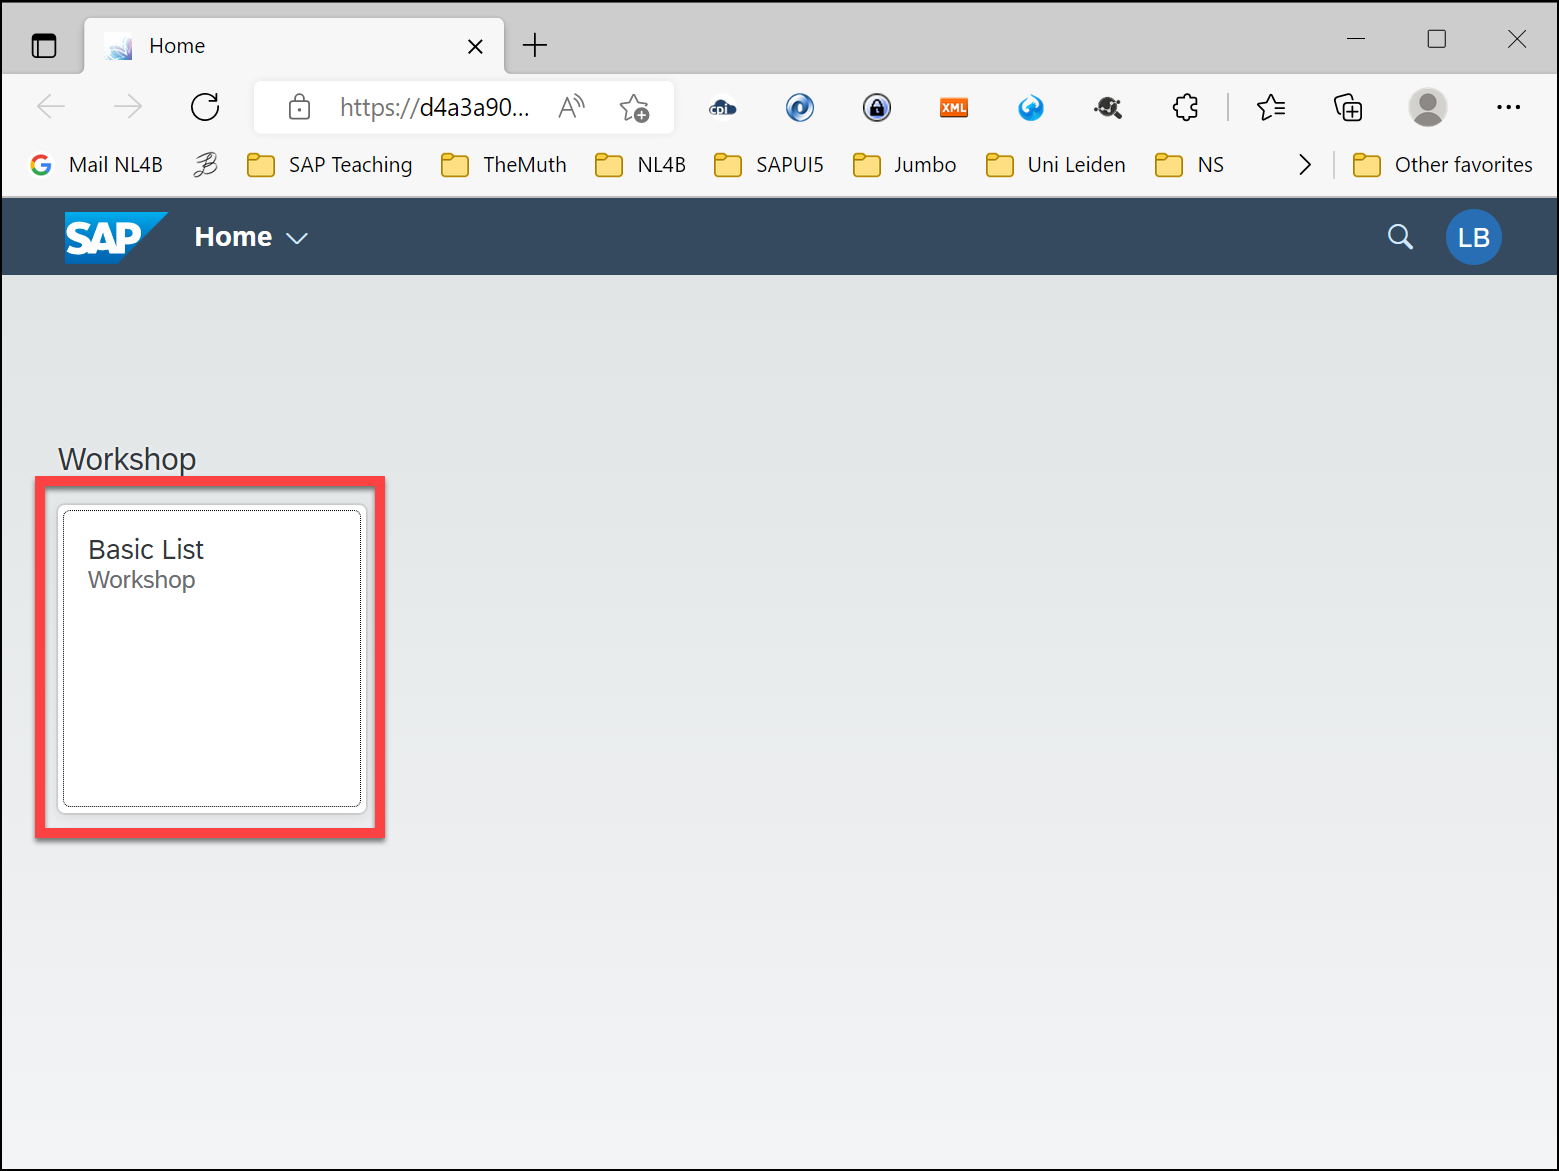 Home
https://d4a3a90...
cpi
XML
Mail NL4B
SAP Teaching
TheMuth
NL4B
SAPUI5
Jumbo
Uni Leiden
NS
Other favorites
SAP
Home
LB
Workshop
Basic List
Workshop